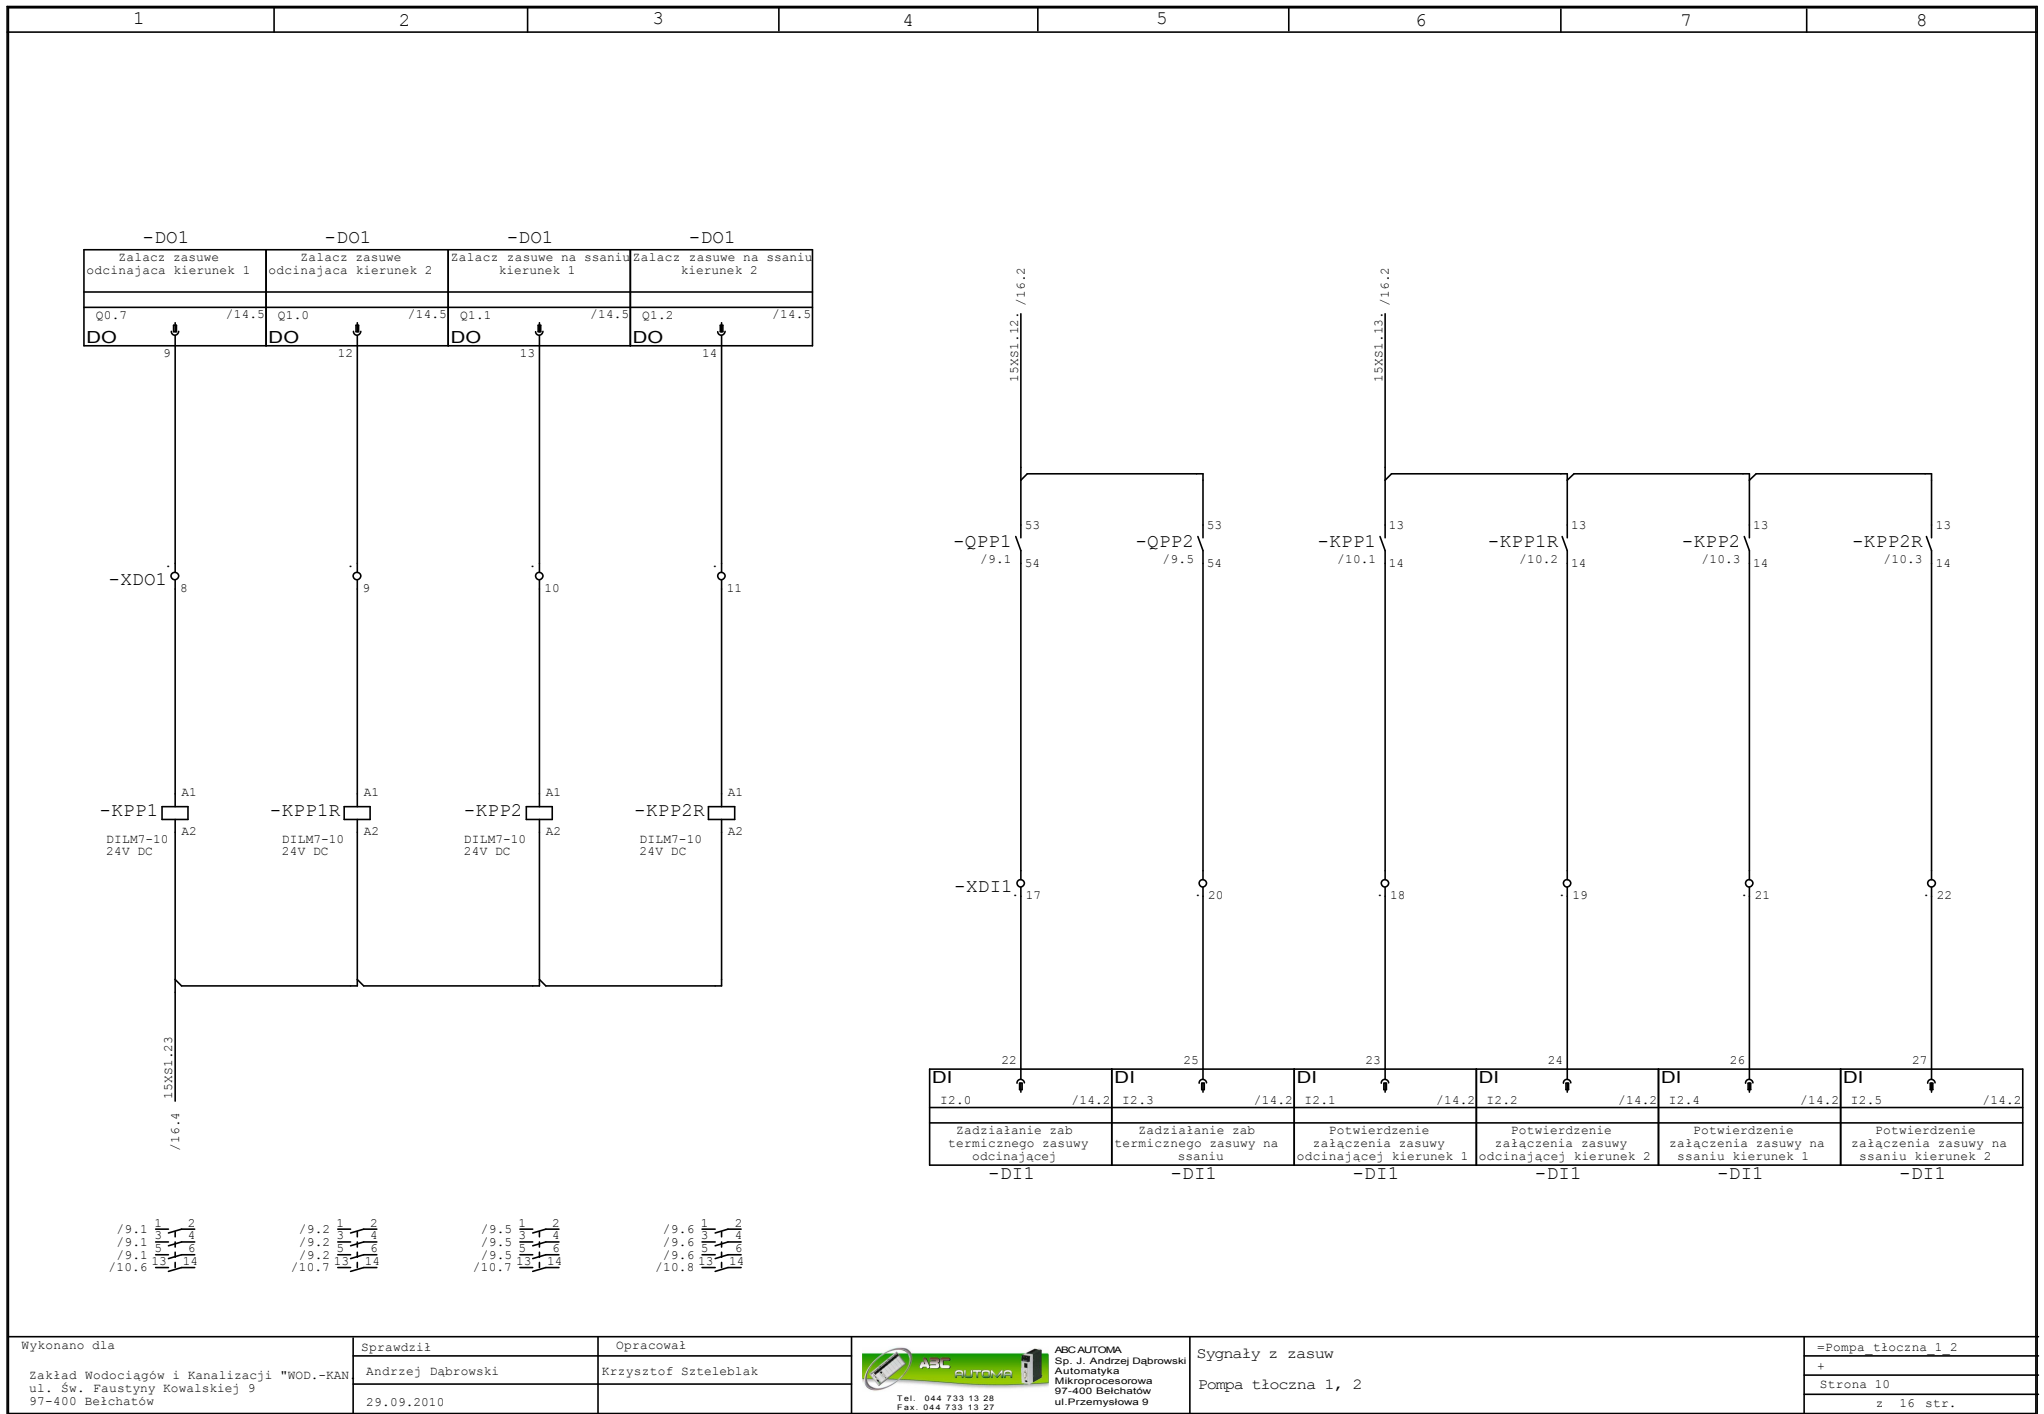 1 2 3 4 5 6 7 8
-DO1 -DO1 -DO1 -DO1
Zalacz zasuwe
odcinajaca kierunek 1
Zalacz zasuwe
odcinajaca kierunek 2
Zalacz zasuwe na ssaniu
kierunek 1
Zalacz zasuwe na ssaniu
kierunek 2
Q0.7 /14.5 Q1.0 /14.5 Q1.1 /14.5 Q1.2 /14.5
DO DO DO DO
9 12 13 14
-XDO1 8 9 10 11
A1 A1 A1 A1
-KPP1 -KPP1R -KPP2 -KPP2R
A2 A2 A2 A2
DILM7-10 DILM7-10 DILM7-10 DILM7-10
24V DC 24V DC 24V DC 24V DC
15XS1.23
/16.4
/9.1 1 2
/9.1 3 4
/9.1 5 6
/10.6 13 14
/9.2 1 2
/9.2 3 4
/9.2 5 6
/10.7 13 14
/9.5 1 2
/9.5 3 4
/9.5 5 6
/10.7 13 14
/9.6 1 2
/9.6 3 4
/9.6 5 6
/10.8 13 14
15XS1.12. /16.2
15XS1.13. /16.2
53 53 13 13 13 13
-QPP1 -QPP2 -KPP1 -KPP1R -KPP2 -KPP2R
/9.1 /9.5 /10.1 /10.2 /10.3 /10.3
54 54 14 14 14 14
-XDI1 17 20 18 19 21 22
22 25 23 24 26 27
DI DI DI DI DI DI
I2.0 /14.2 I2.3 /14.2 I2.1 /14.2 I2.2 /14.2 I2.4 /14.2 I2.5 /14.2
Zadziałanie zab
termicznego zasuwy
odcinającej
Zadziałanie zab
termicznego zasuwy na
ssaniu
Potwierdzenie
załączenia zasuwy
odcinającej kierunek 1
Potwierdzenie
załączenia zasuwy
odcinającej kierunek 2
Potwierdzenie
załączenia zasuwy na
ssaniu kierunek 1
Potwierdzenie
załączenia zasuwy na
ssaniu kierunek 2
-DI1 -DI1 -DI1 -DI1 -DI1 -DI1
Wykonano dla
Zakład Wodociągów i Kanalizacji "WOD.-KAN.
ul. Św. Faustyny Kowalskiej 9
97-400 Bełchatów
Sprawdził
Andrzej Dąbrowski
29.09.2010
Opracował
Krzysztof Szteleblak
ABC
AUTOMA
Tel. 044 733 13 28
Fax. 044 733 13 27
ABC AUTOMA
Sp. J. Andrzej Dąbrowski
Automatyka
Mikroprocesorowa
97-400 Bełchatów
ul.Przemysłowa 9
Sygnały z zasuw
Pompa tłoczna 1, 2
=Pompa_tłoczna_1_2
+
Strona 10
z 16 str.